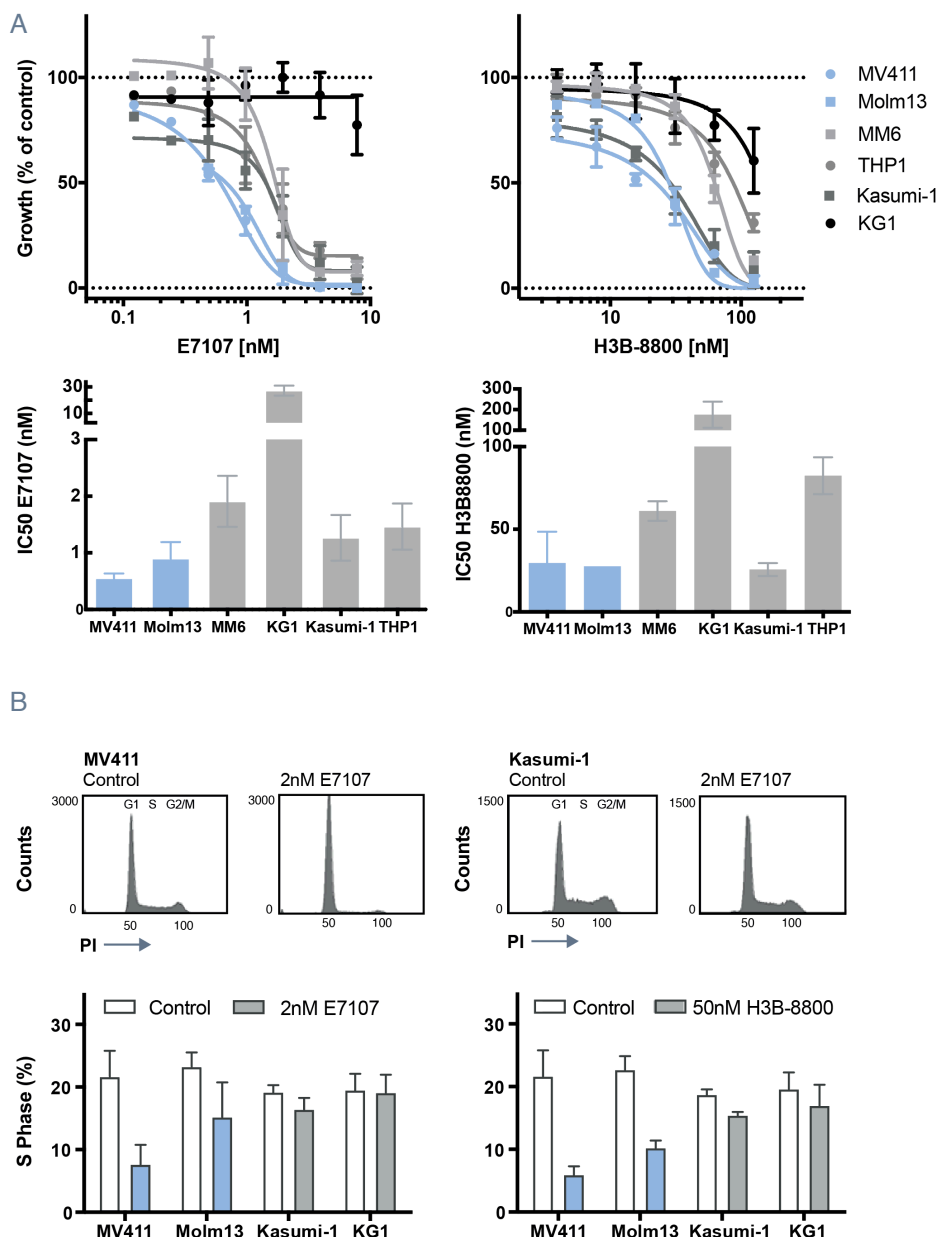 A
Growth (% of control)
100
50
0
0.1
1
10
E7107 [nM]
100
50
0
10
100
H3B-8800 [nM]
MV411
Molm13
MM6
THP1
Kasumi-1
KG1
IC50 E7107 (nM)
30
20
10
3
2
1
0
MV411 Molm13 MM6 KG1 Kasumi-1 THP1
IC50 H3B8800 (nM)
300
200
100
100
50
0
MV411 Molm13 MM6 KG1 Kasumi-1 THP1
B
MV411
Control
2nM E7107
Counts
3000
0
G1 S G2/M
50 100
PI
3000
0
50 100
Kasumi-1
Control
2nM E7107
Counts
1500
0
G1 S G2/M
50 100
PI
1500
0
50 100
S Phase (%)
30
20
10
0
Control 2nM E7107
MV411 Molm13 Kasumi-1 KG1
30
20
10
0
Control 50nM H3B-8800
MV411 Molm13 Kasumi-1 KG1